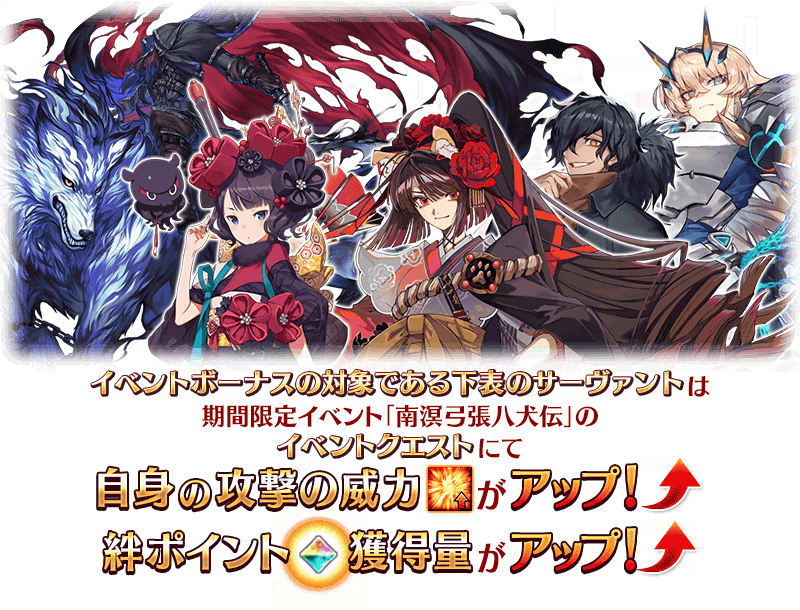 イベントボーナスの対象である下表のサーヴァントは
期間限定イベント「南溟弓張八犬伝」の
イベントクエストにて
自身の攻撃の威力がアップ!
絆ポイント獲得量がアップ!